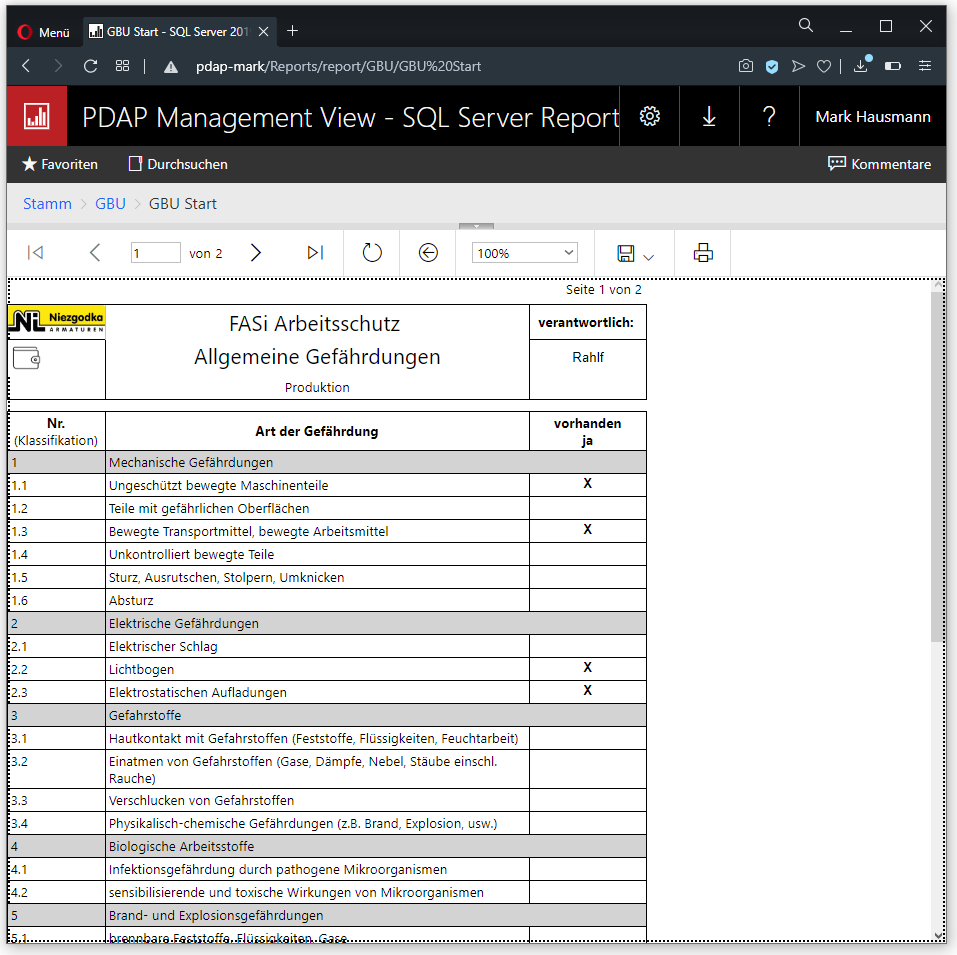 Menü
GBU Start - SQL Server 201
pdap-mark/Reports/report/GBU/GBU%20Start
PDAP Management View - SQL Server Report
?
Mark Hausmann
Favoriten
Durchsuchen
Kommentare
Stamm > GBU > GBU Start
1 von 2
100%
Seite 1 von 2
Ni Niezgodka
ARMATUREN
FASi Arbeitsschutz
Allgemeine Gefährdungen
Produktion
verantwortlich:
Rahlf
Nr.
(Klassifikation)
Art der Gefährdung
vorhanden
ja
1 Mechanische Gefährdungen
1.1 Ungeschützt bewegte Maschinenteile X
1.2 Teile mit gefährlichen Oberflächen
1.3 Bewegte Transportmittel, bewegte Arbeitsmittel X
1.4 Unkontrolliert bewegte Teile
1.5 Sturz, Ausrutschen, Stolpern, Umknicken
1.6 Absturz
2 Elektrische Gefährdungen
2.1 Elektrischer Schlag
2.2 Lichtbogen X
2.3 Elektrostatischen Aufladungen X
3 Gefahrstoffe
3.1 Hautkontakt mit Gefahrstoffen (Feststoffe, Flüssigkeiten, Feuchtarbeit)
3.2 Einatmen von Gefahrstoffen (Gase, Dämpfe, Nebel, Stäube einschl.
Rauche)
3.3 Verschlucken von Gefahrstoffen
3.4 Physikalisch-chemische Gefährdungen (z.B. Brand, Explosion, usw.)
4 Biologische Arbeitsstoffe
4.1 Infektionsgefährdung durch pathogene Mikroorganismen
4.2 sensibilisierende und toxische Wirkungen von Mikroorganismen
5 Brand- und Explosionsgefährdungen
5.1 brennbare Feststoffe, Flüssigkeiten, Gase